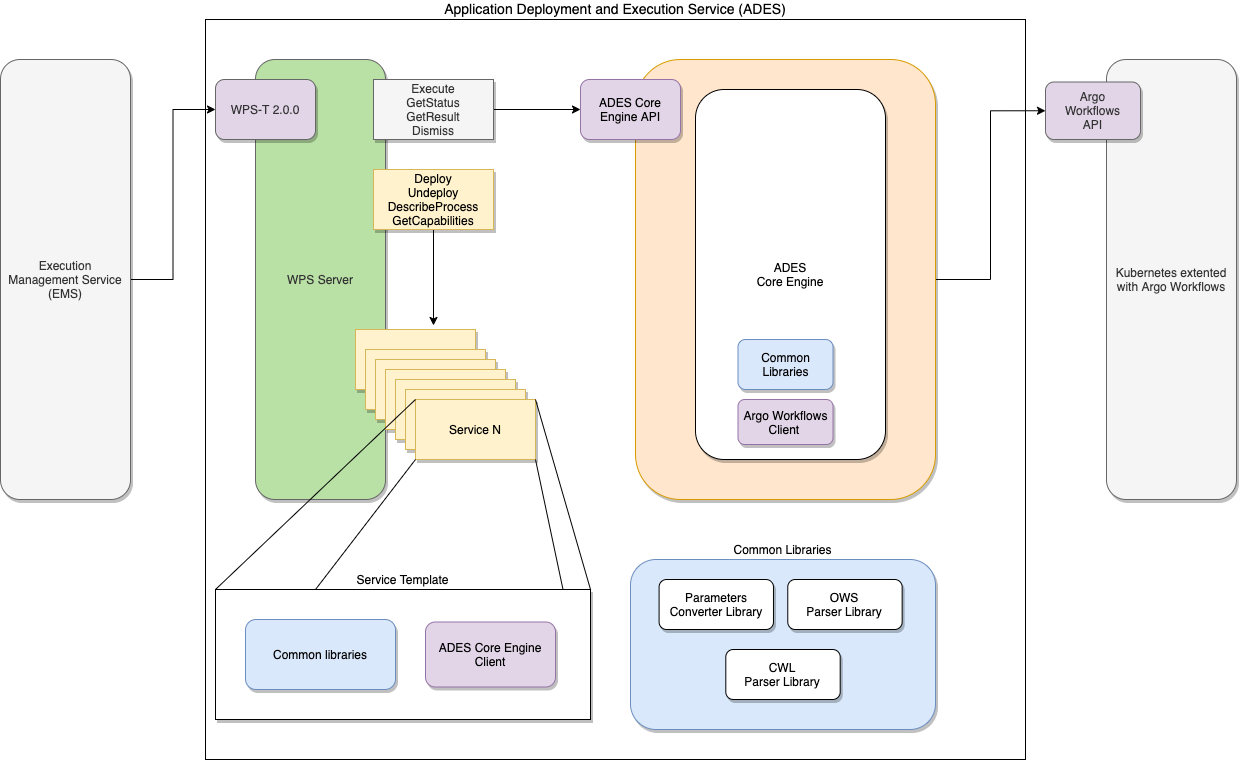 Application Deployment and Execution Service (ADES)
Execution
Management Service
(EMS)
WPS-T 2.0.0
WPS Server
Execute
GetStatus
GetResult
Dismiss
Deploy
Undeploy
DescribeProcess
GetCapabilities
Service N
ADES Core
Engine API
ADES
Core Engine
Common
Libraries
Argo Workflows
Client
Argo
Workflows
API
Kubernetes extented
with Argo Workflows
Service Template
Common libraries
ADES Core Engine
Client
Common Libraries
Parameters
Converter Library
OWS
Parser Library
CWL
Parser Library